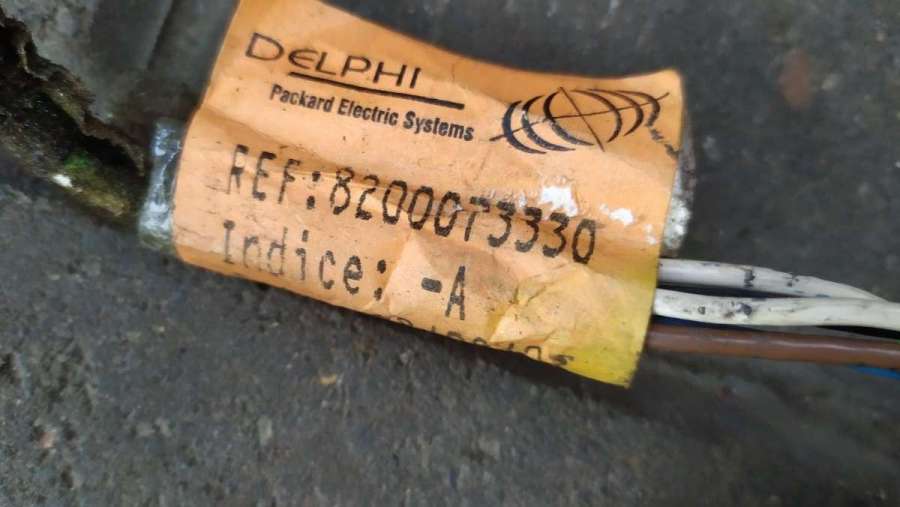 DELPHI
Packard Electric Systems
REF:8200073330
Indice: -A